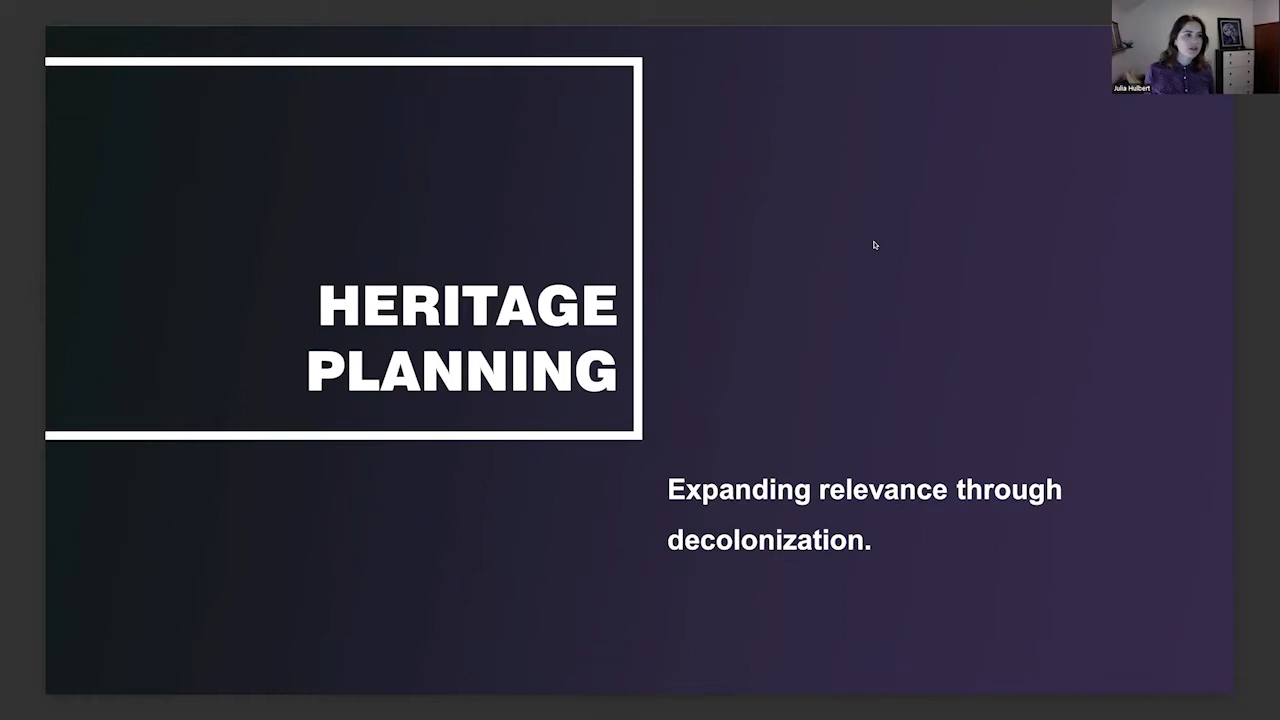 Julia Hulbert
HERITAGE
PLANNING
Expanding relevance through
decolonization.